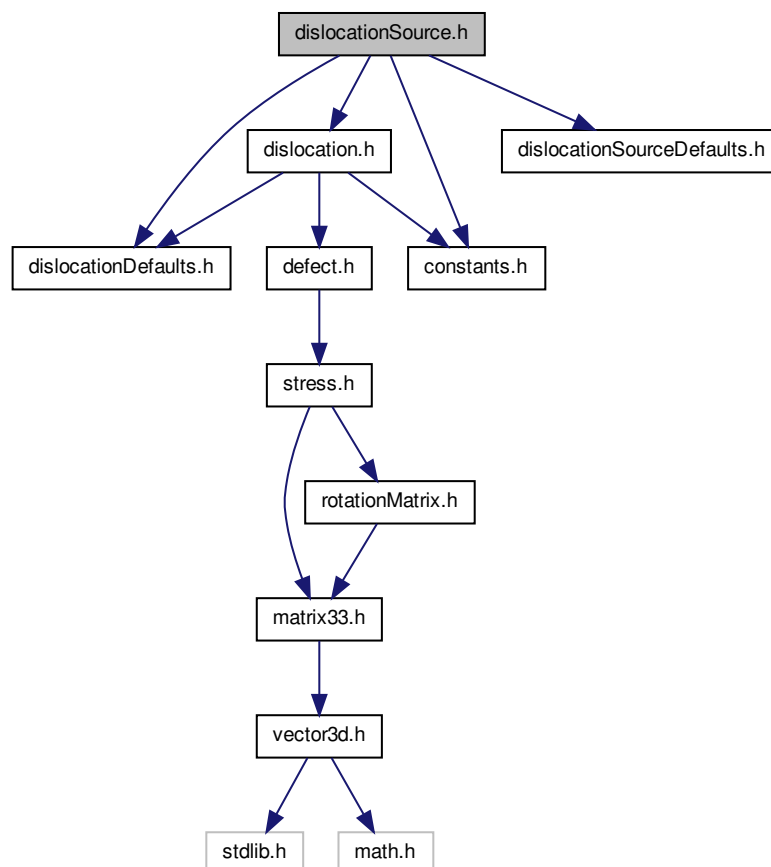 dislocationSource.h
dislocation.h
dislocationSourceDefaults.h
dislocationDefaults.h
defect.h
constants.h
stress.h
rotationMatrix.h
matrix33.h
vector3d.h
stdlib.h
math.h